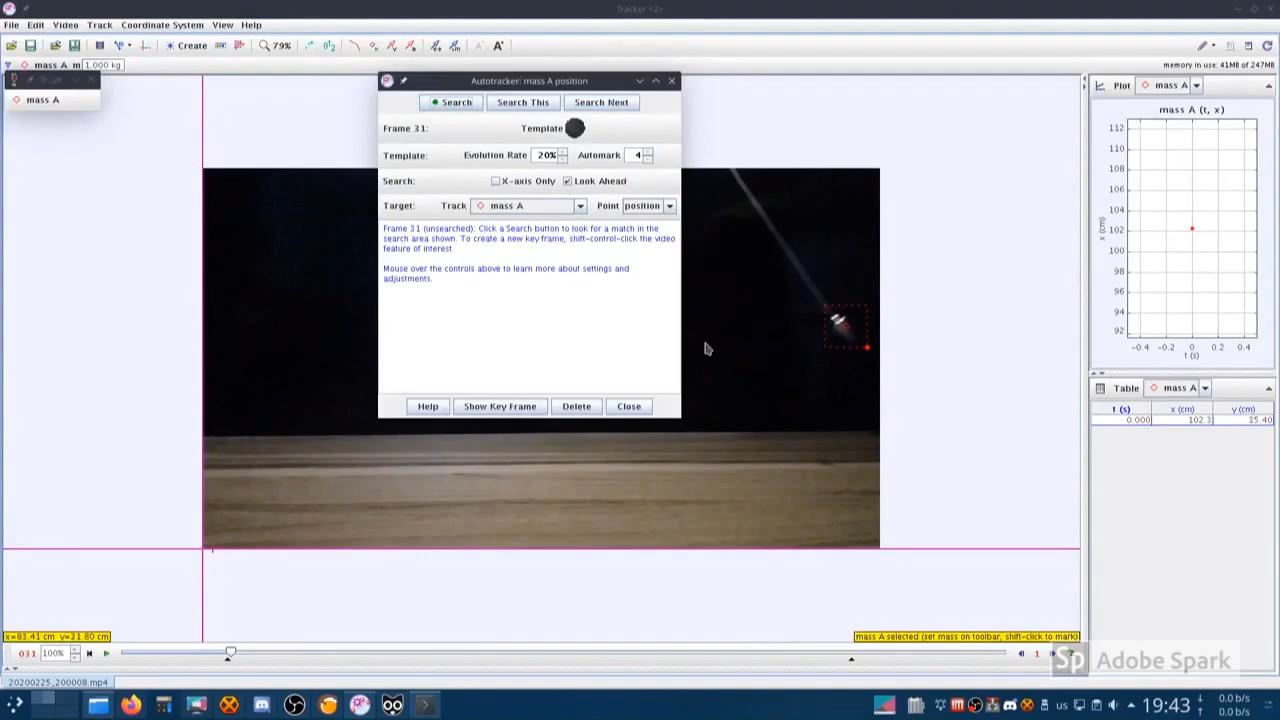 Tracker <2>
File Edit Video Track Coordinate System View Help
Create 79% A A
mass A m 1.000 kg memory in use: 41MB of 247MB
mass A
Autotracker: mass A position
Search Search This Search Next
Frame 31: Template
Template: Evolution Rate 20% Automark 4
Search: X-axis Only Look Ahead
Target: Track mass A Point position
Frame 31 (unsearched): Click a Search button to look for a match in the
search area shown. To create a new key frame, shift-control-click the video
feature of interest.
Mouse over the controls above to learn more about settings and
adjustments.
Help Show Key Frame Delete Close
Plot mass A
mass A (t, x)
112
110
108
106
104
102
100
98
96
94
92
x (cm)
-0.4 -0.2 0 0.2 0.4
t (s)
Table mass A
t (s) x (cm) y (cm)
0.000 102.3 35.40
x=83.41 cm y=31.80 cm
mass A selected (set mass on toolbar, shift-click to mark)
031 100% 1
Sp Adobe Spark
20200225_200008.mp4
us 19:43 0.0 b/s
0.0 b/s